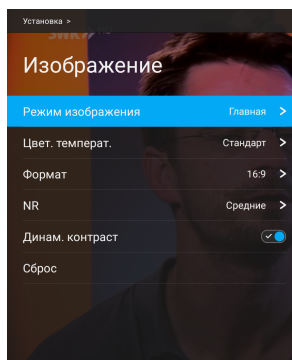 Установка >
Изображение
Режим изображения Главная >
Цвет. температ. Стандарт >
Формат 16:9 >
NR Средние >
Динам. контраст
Сброс